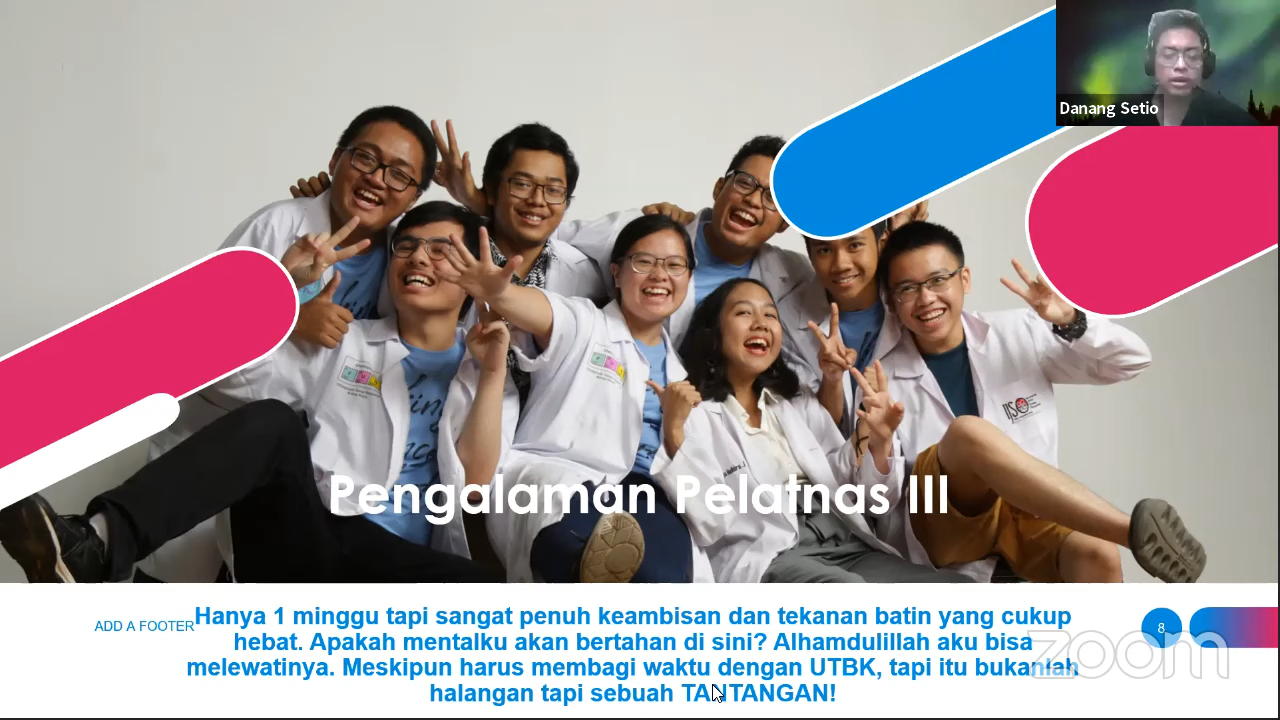 Danang Setio
Pengalaman Pelatnas III
ADD A FOOTER
Hanya 1 minggu tapi sangat penuh keambisan dan tekanan batin yang cukup
hebat. Apakah mentalku akan bertahan di sini? Alhamdulillah aku bisa
melewatinya. Meskipun harus membagi waktu dengan UTBK, tapi itu bukanlah
halangan tapi sebuah TANTANGAN!
8
zoom